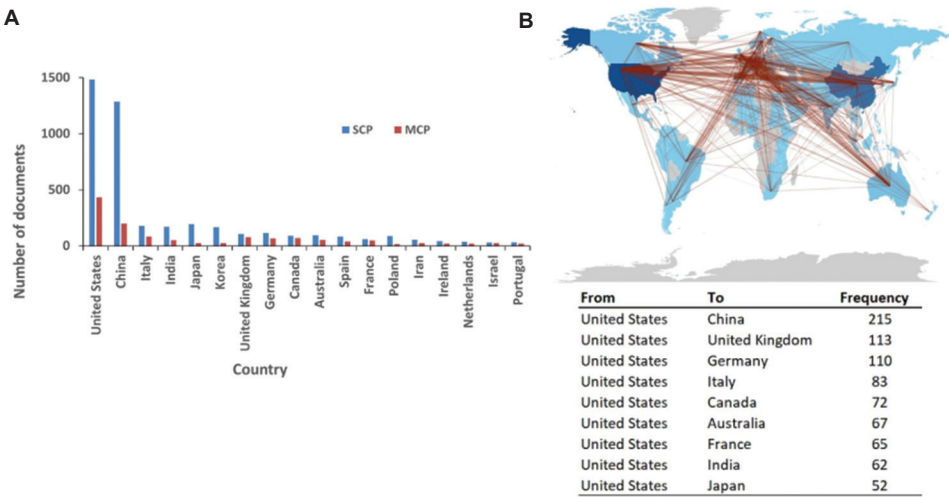 A
B
1500
1000
500
0
Number of documents
SCP MCP
United States
China
Italy
India
Japan
Korea
United Kingdom
Germany
Canada
Australia
Spain
France
Poland
Iran
Ireland
Netherlands
Israel
Portugal
Country
From To Frequency
United States China 215
United States United Kingdom 113
United States Germany 110
United States Italy 83
United States Canada 72
United States Australia 67
United States France 65
United States India 62
United States Japan 52